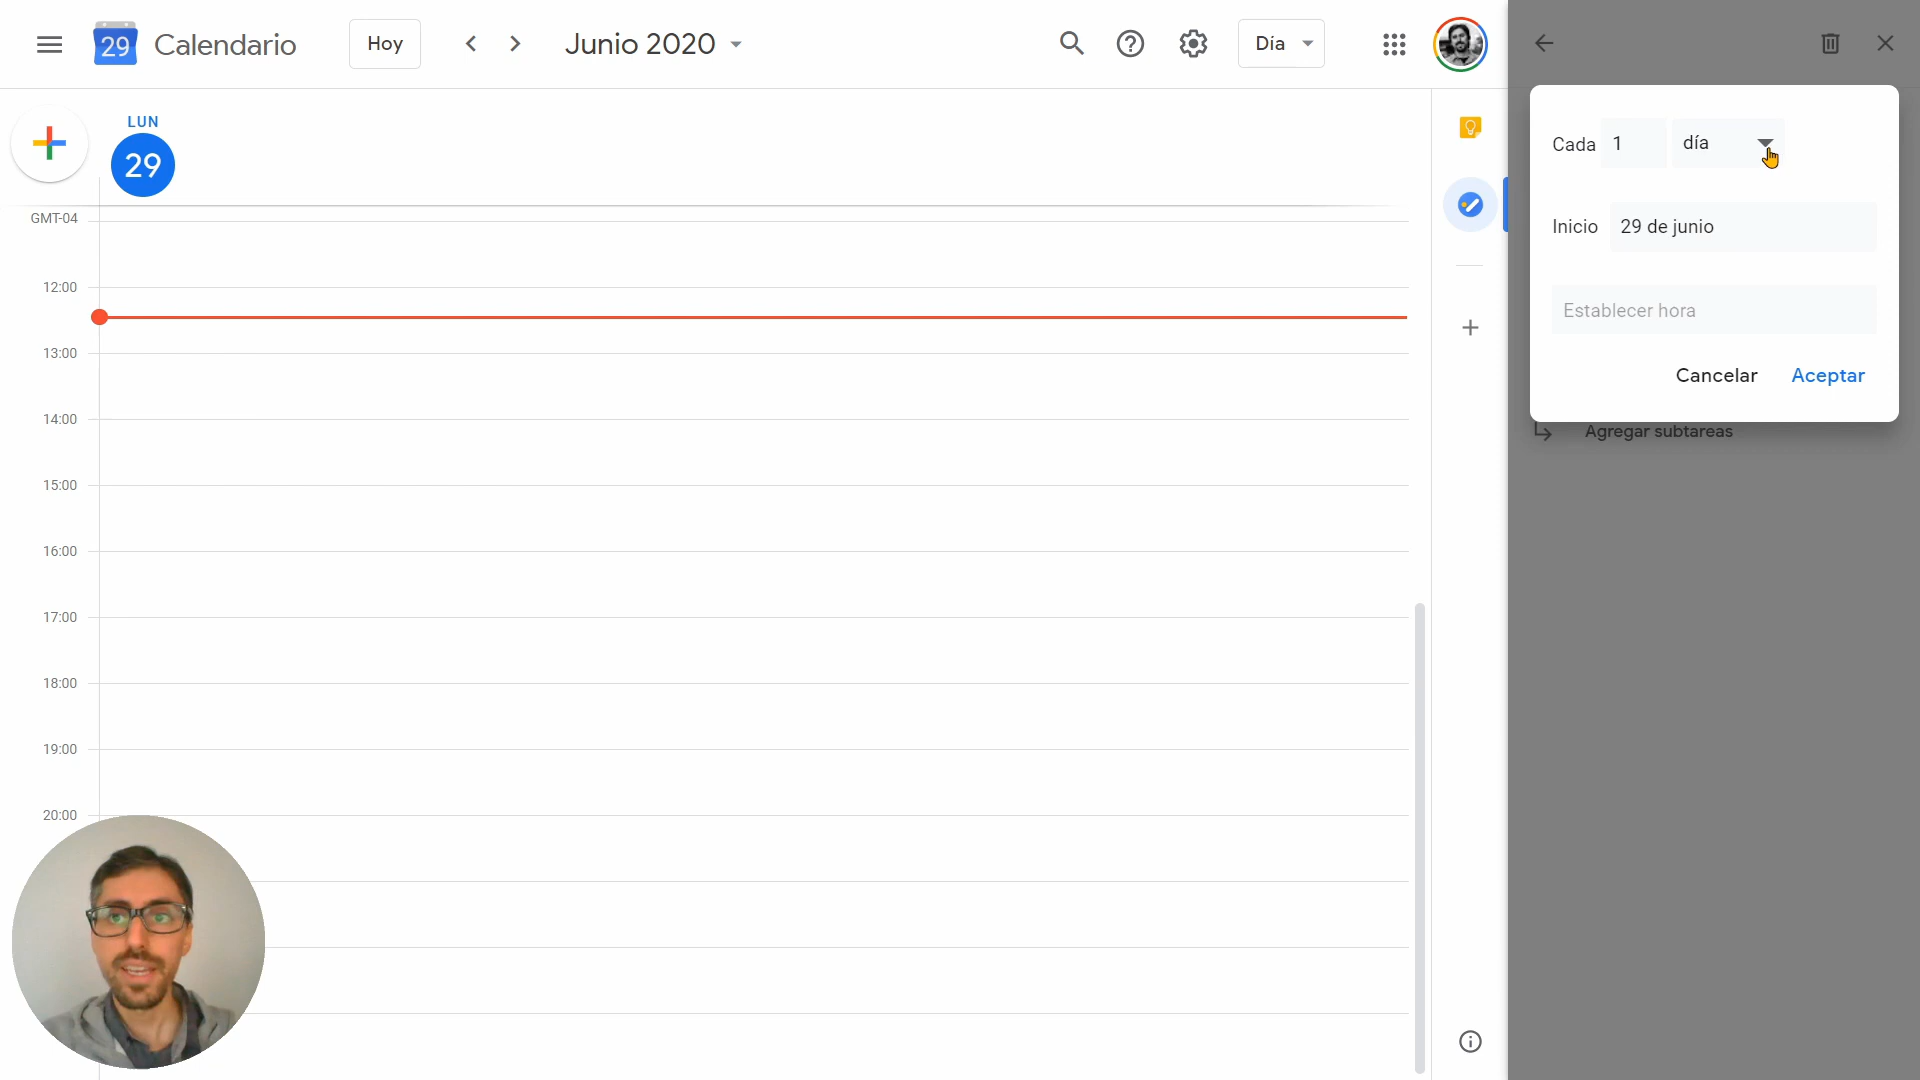 29 Calendario
Hoy
Junio 2020
Día
LUN
29
GMT-04
12:00
13:00
14:00
15:00
16:00
17:00
18:00
19:00
20:00
Cada 1 día
Inicio 29 de junio
Establecer hora
Cancelar Aceptar
Agregar subtareas